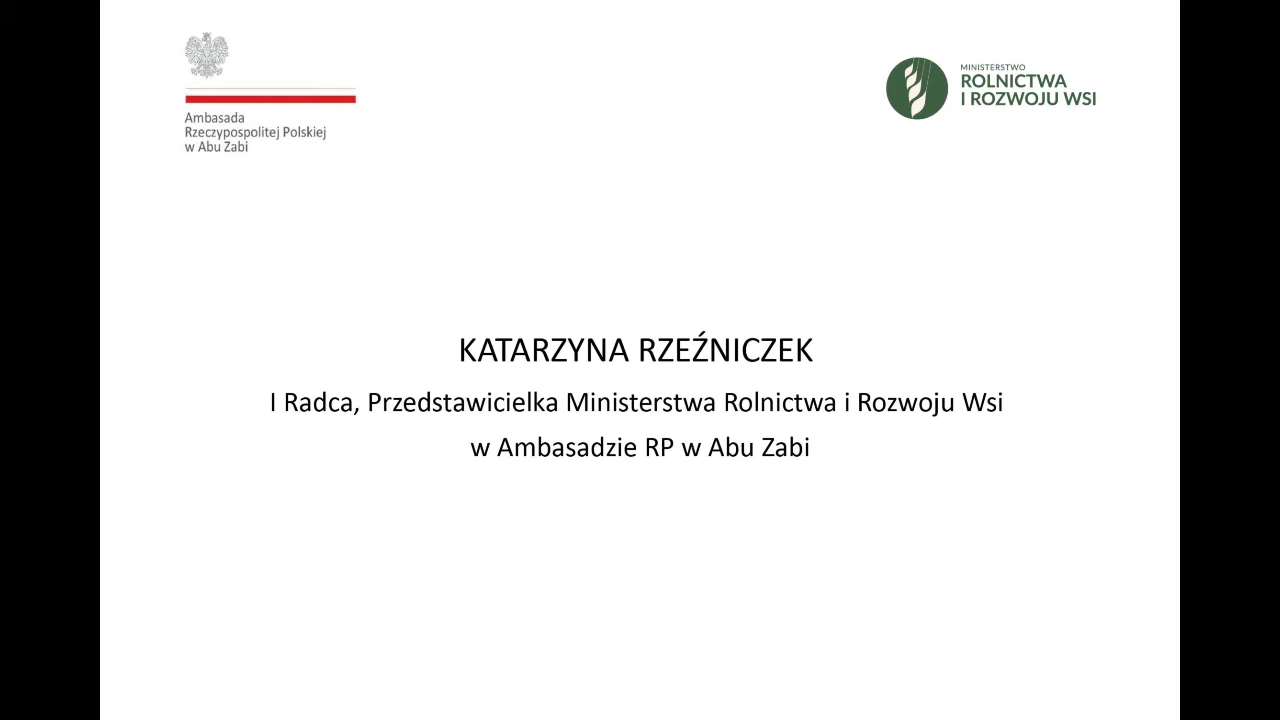 Ambasada
Rzeczypospolitej Polskiej
w Abu Zabi
MINISTERSTWO
ROLNICTWA
I ROZWOJU WSI
KATARZYNA RZEŹNICZEK
I Radca, Przedstawicielka Ministerstwa Rolnictwa i Rozwoju Wsi
w Ambasadzie RP w Abu Zabi